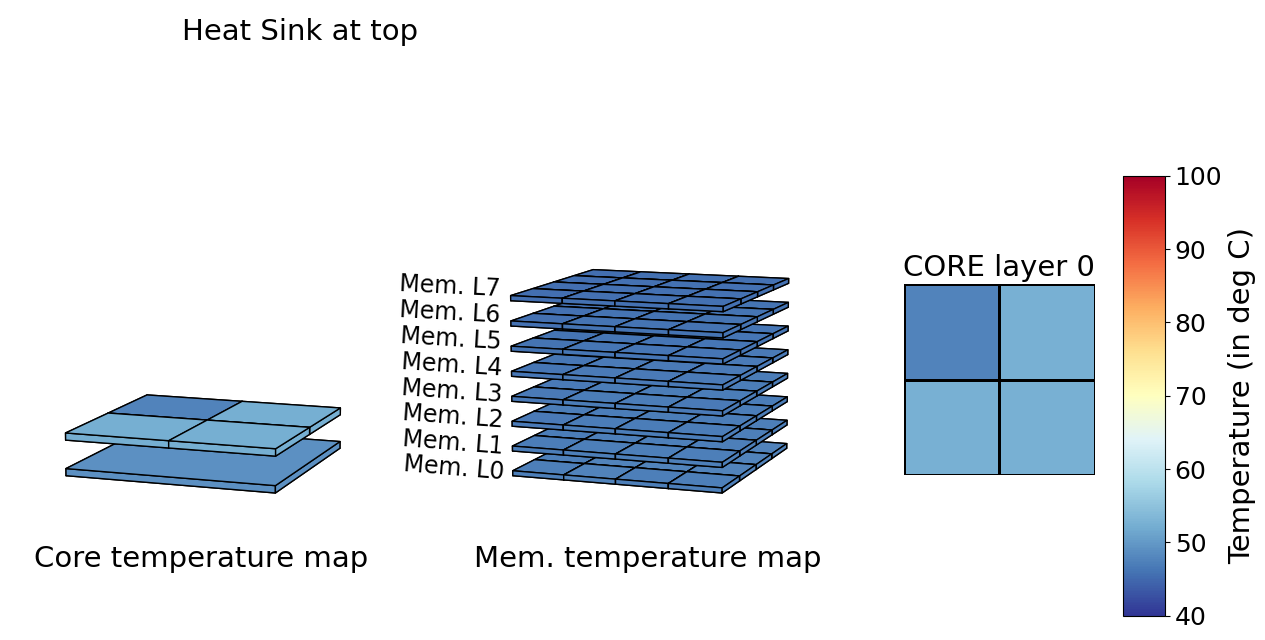 Heat Sink at top
Mem. L7
Mem. L6
Mem. L5
Mem. L4
Mem. L3
Mem. L2
Mem. L1
Mem. L0
Core temperature map
Mem. temperature map
CORE layer 0
100
90
80
70
60
50
40
Temperature (in deg C)